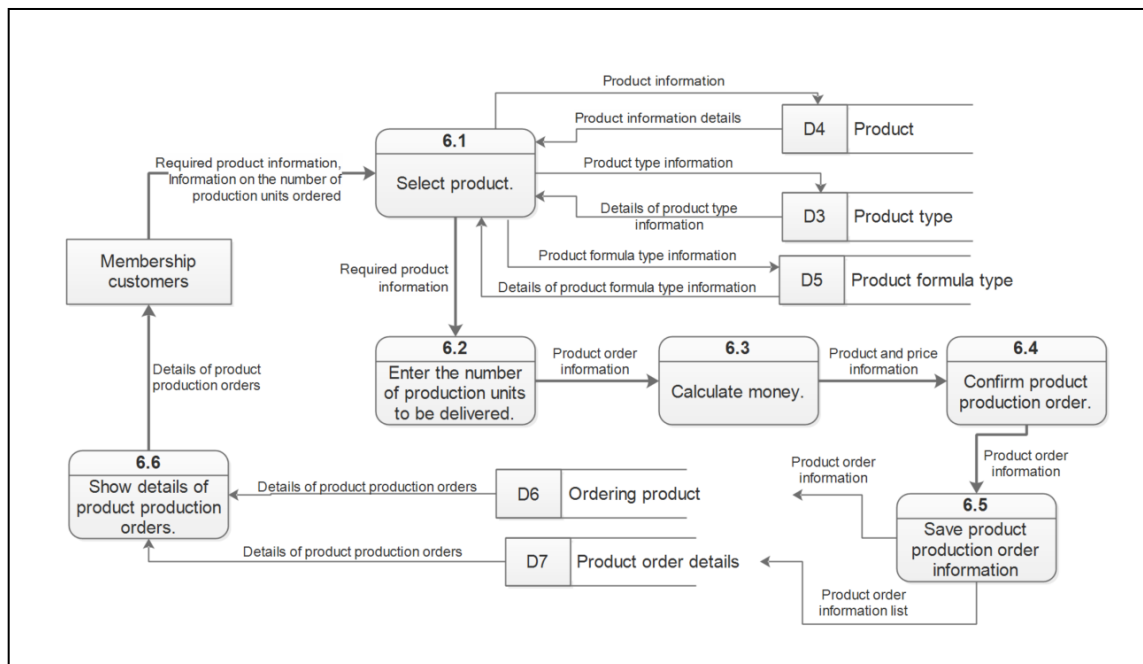 Product information
Product information details
D4
Product
6.1
Select product.
Required product information,
Information on the number of
production units ordered
Product type information
Details of product type
information
D3
Product type
Membership
customers
Required product
information
Product formula type information
Details of product formula type information
D5
Product formula type
6.2
Enter the number
of production units
to be delivered.
Product order
information
6.3
Calculate money.
Product and price
information
6.4
Confirm product
production order.
Details of product
production orders
Product order
information
6.6
Show details of
product production
orders.
Details of product production orders
D6
Ordering product
Product order
information
6.5
Save product
production order
information
Details of product production orders
D7
Product order details
Product order
information list